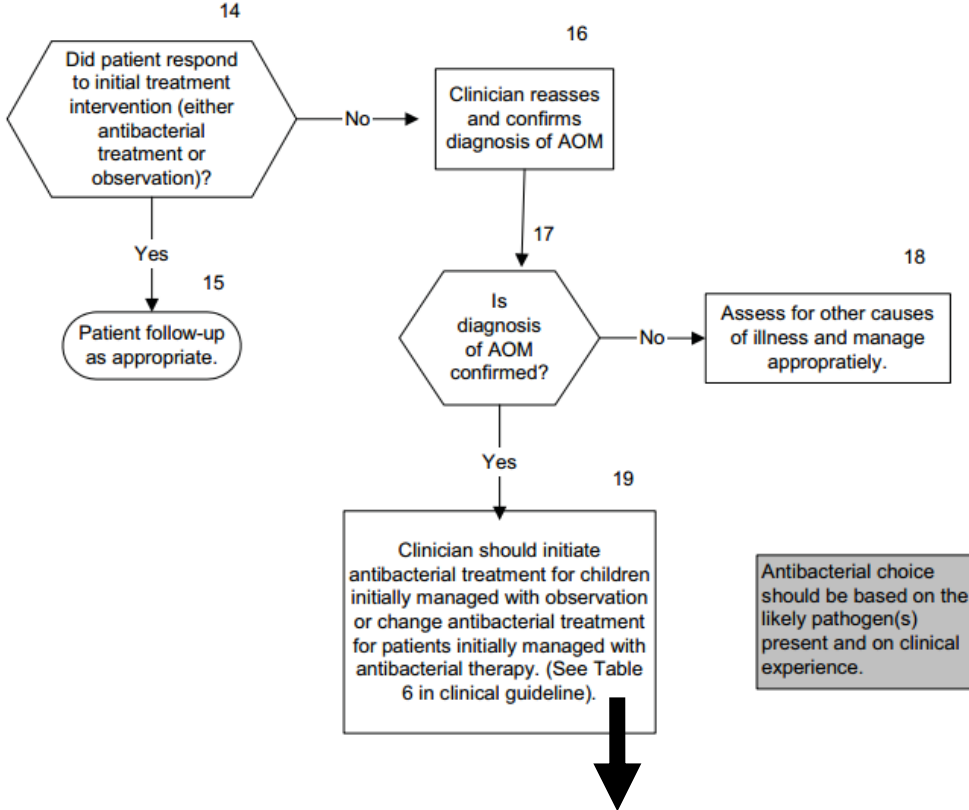 14
Did patient respond
to initial treatment
intervention (either
antibacterial
treatment or
observation)?
No
16
Clinician reasses
and confirms
diagnosis of AOM
Yes
15
Patient follow-up
as appropriate.
17
Is
diagnosis
of AOM
confirmed?
No
18
Assess for other causes
of illness and manage
appropratiely.
Yes
19
Clinician should initiate
antibacterial treatment for children
initially managed with observation
or change antibacterial treatment
for patients initially managed with
antibacterial therapy. (See Table
6 in clinical guideline).
Antibacterial choice
should be based on the
likely pathogen(s)
present and on clinical
experience.